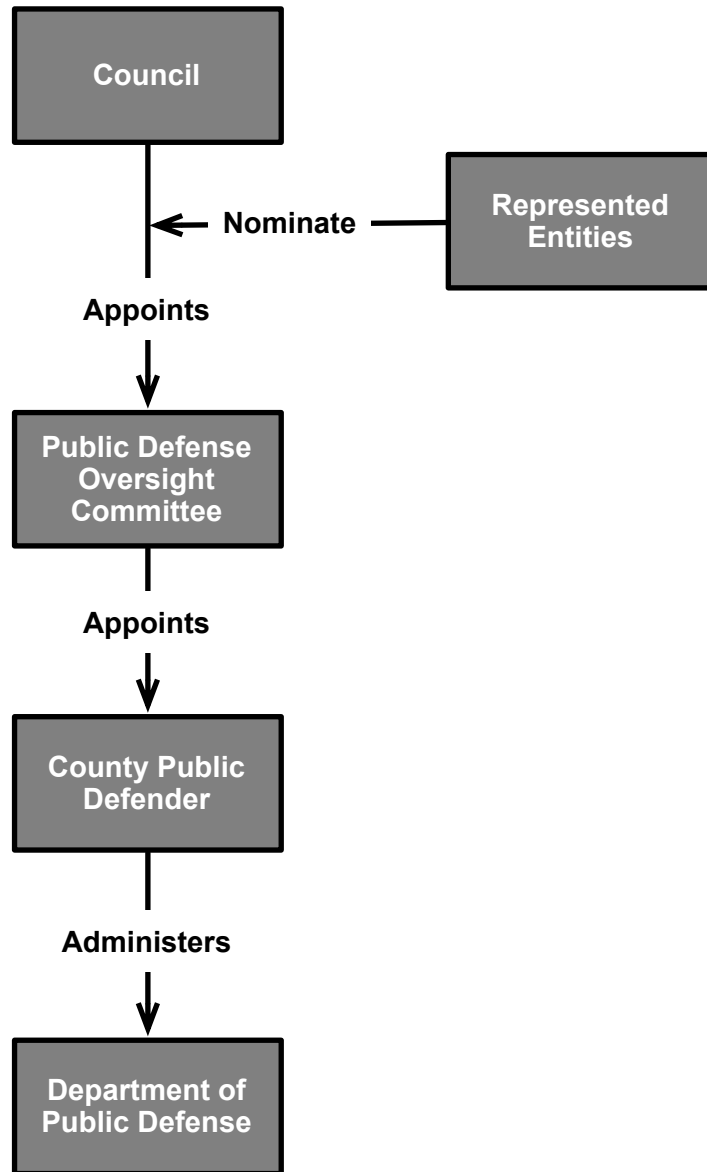 Council
Nominate
Represented
Entities
Appoints
Public Defense
Oversight
Committee
Appoints
County Public
Defender
Administers
Department of
Public Defense